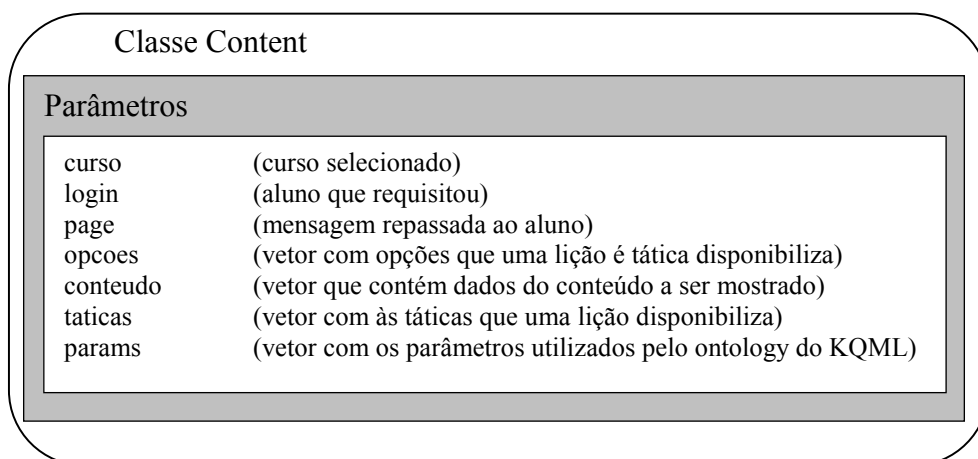 Classe Content
Parâmetros
curso (curso selecionado)
login (aluno que requisitou)
page (mensagem repassada ao aluno)
opcoes (vetor com opções que uma lição é tática disponibiliza)
conteudo (vetor que contém dados do conteúdo a ser mostrado)
taticas (vetor com às táticas que uma lição disponibiliza)
params (vetor com os parâmetros utilizados pelo ontology do KQML)